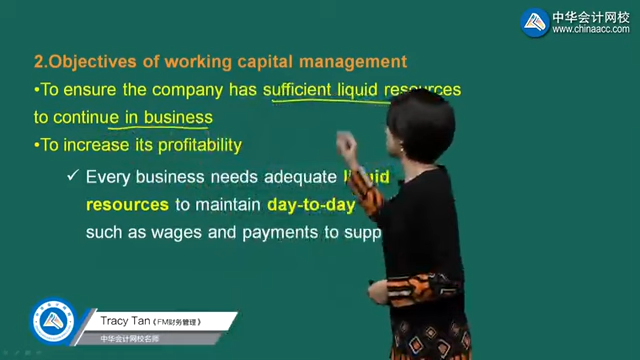 中华会计网校
www.chinaacc.com
2.Objectives of working capital management
•To ensure the company has sufficient liquid resources
to continue in business
•To increase its profitability
✓ Every business needs adequate liquid
resources to maintain day-to-day
such as wages and payments to supp
Tracy Tan《FM财务管理》
中华会计网校名师